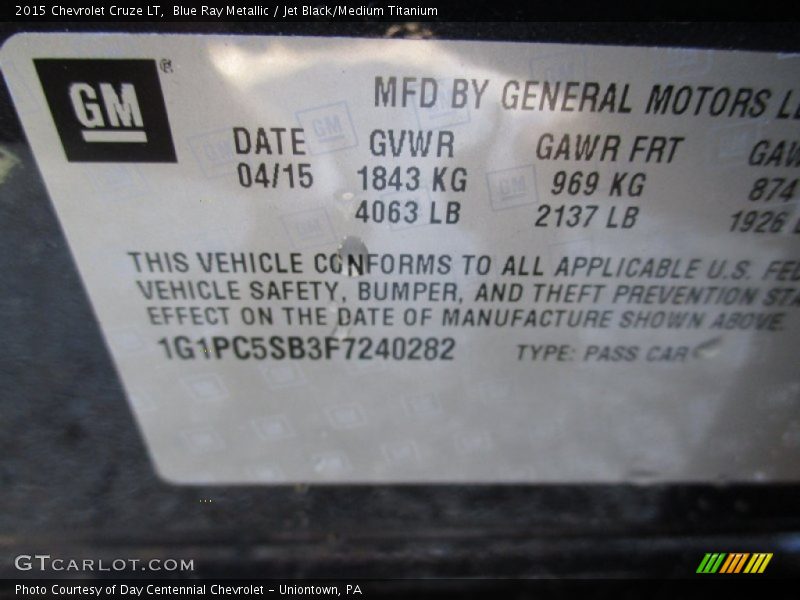 2015 Chevrolet Cruze LT, Blue Ray Metallic / Jet Black/Medium Titanium
GM ®
MFD BY GENERAL MOTORS
DATE GVWR GAWR FRT
04/15 1843 KG 969 KG 874
4063 LB 2137 LB 1926
THIS VEHICLE CONFORMS TO ALL APPLICABLE U.S.
VEHICLE SAFETY, BUMPER, AND THEFT PREVENTION
EFFECT ON THE DATE OF MANUFACTURE SHOWN ABOVE.
1G1PC5SB3F7240282 TYPE: PASS CAR
GTCARLOT.COM
Photo Courtesy of Day Centennial Chevrolet - Uniontown, PA